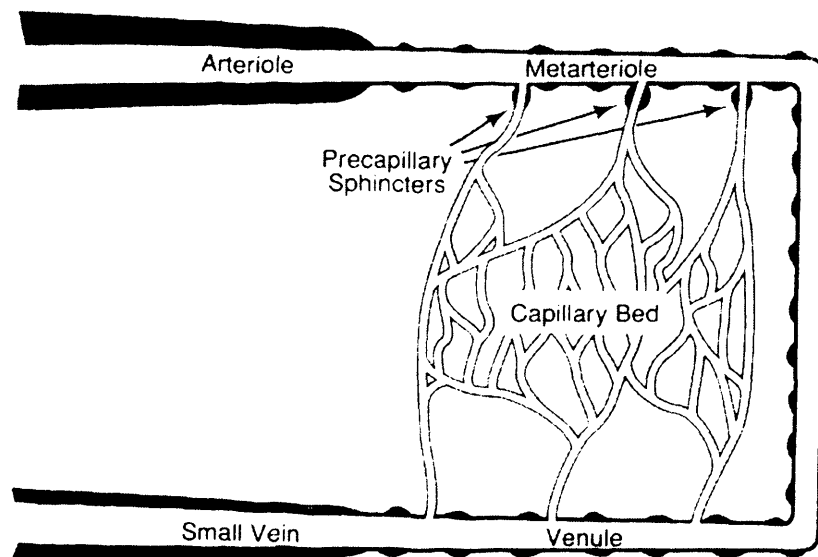 Arteriole
Metarteriole
Precapillary
Sphincters
Capillary Bed
Small Vein
Venule